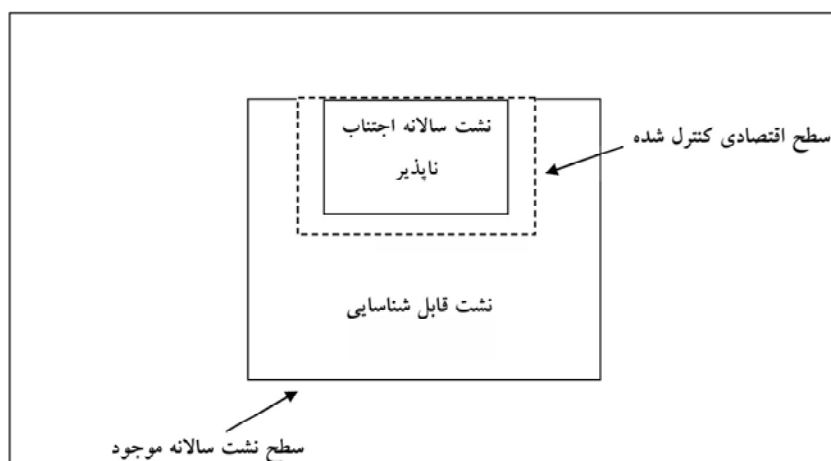 نشت سالانه اجتناب
ناپذیر
سطح اقتصادی کنترل شده
نشت قابل شناسایی
سطح نشت سالانه موجود